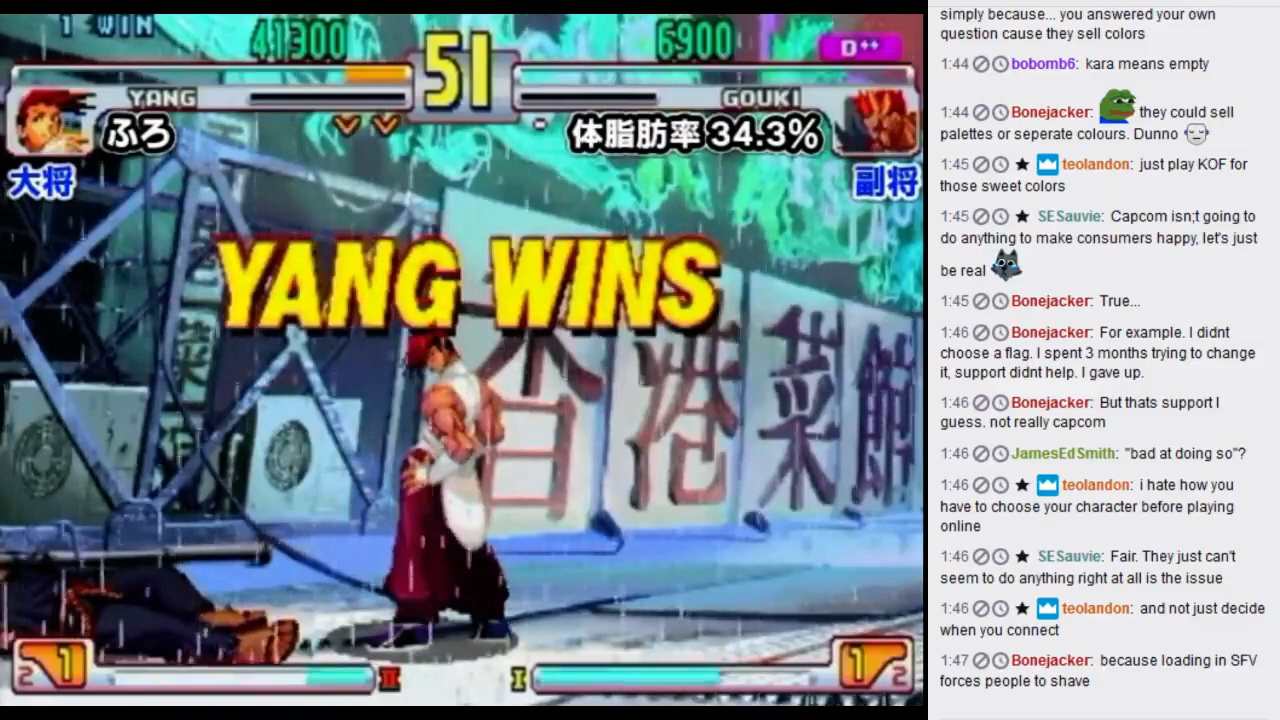 1 WIN
41300
51
6900
D++
YANG
GOUKI
ふろ
体脂肪率 34.3%
大将
副将
YANG WINS
香港菜館
1
2
II
I
1
2
simply because... you answered your own
question cause they sell colors
1:44 bobomb6: kara means empty
1:44 Bonejacker: they could sell
palettes or seperate colours. Dunno
1:45 teolandon: just play KOF for
those sweet colors
1:45 SESauvie: Capcom isn;t going to
do anything to make consumers happy, let's just
be real
1:45 Bonejacker: True...
1:46 Bonejacker: For example. I didnt
choose a flag. I spent 3 months trying to change
it, support didnt help. I gave up.
1:46 Bonejacker: But thats support I
guess. not really capcom
1:46 JamesEdSmith: "bad at doing so"?
1:46 teolandon: i hate how you
have to choose your character before playing
online
1:46 SESauvie: Fair. They just can't
seem to do anything right at all is the issue
1:46 teolandon: and not just decide
when you connect
1:47 Bonejacker: because loading in SFV
forces people to shave